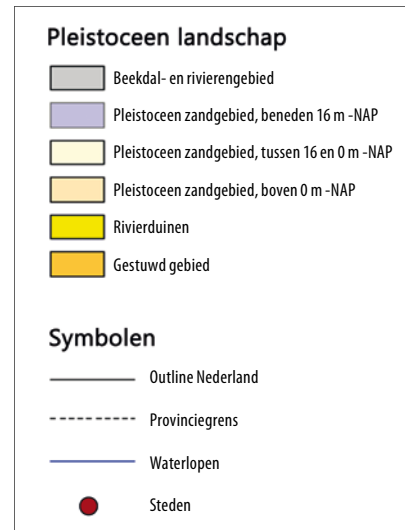 Pleistoceen landschap
Beekdal- en rivierengebied
Pleistoceen zandgebied, beneden 16 m -NAP
Pleistoceen zandgebied, tussen 16 en 0 m -NAP
Pleistoceen zandgebied, boven 0 m -NAP
Rivierduinen
Gestuwd gebied
Symbolen
Outline Nederland
Provinciegrens
Waterlopen
Steden